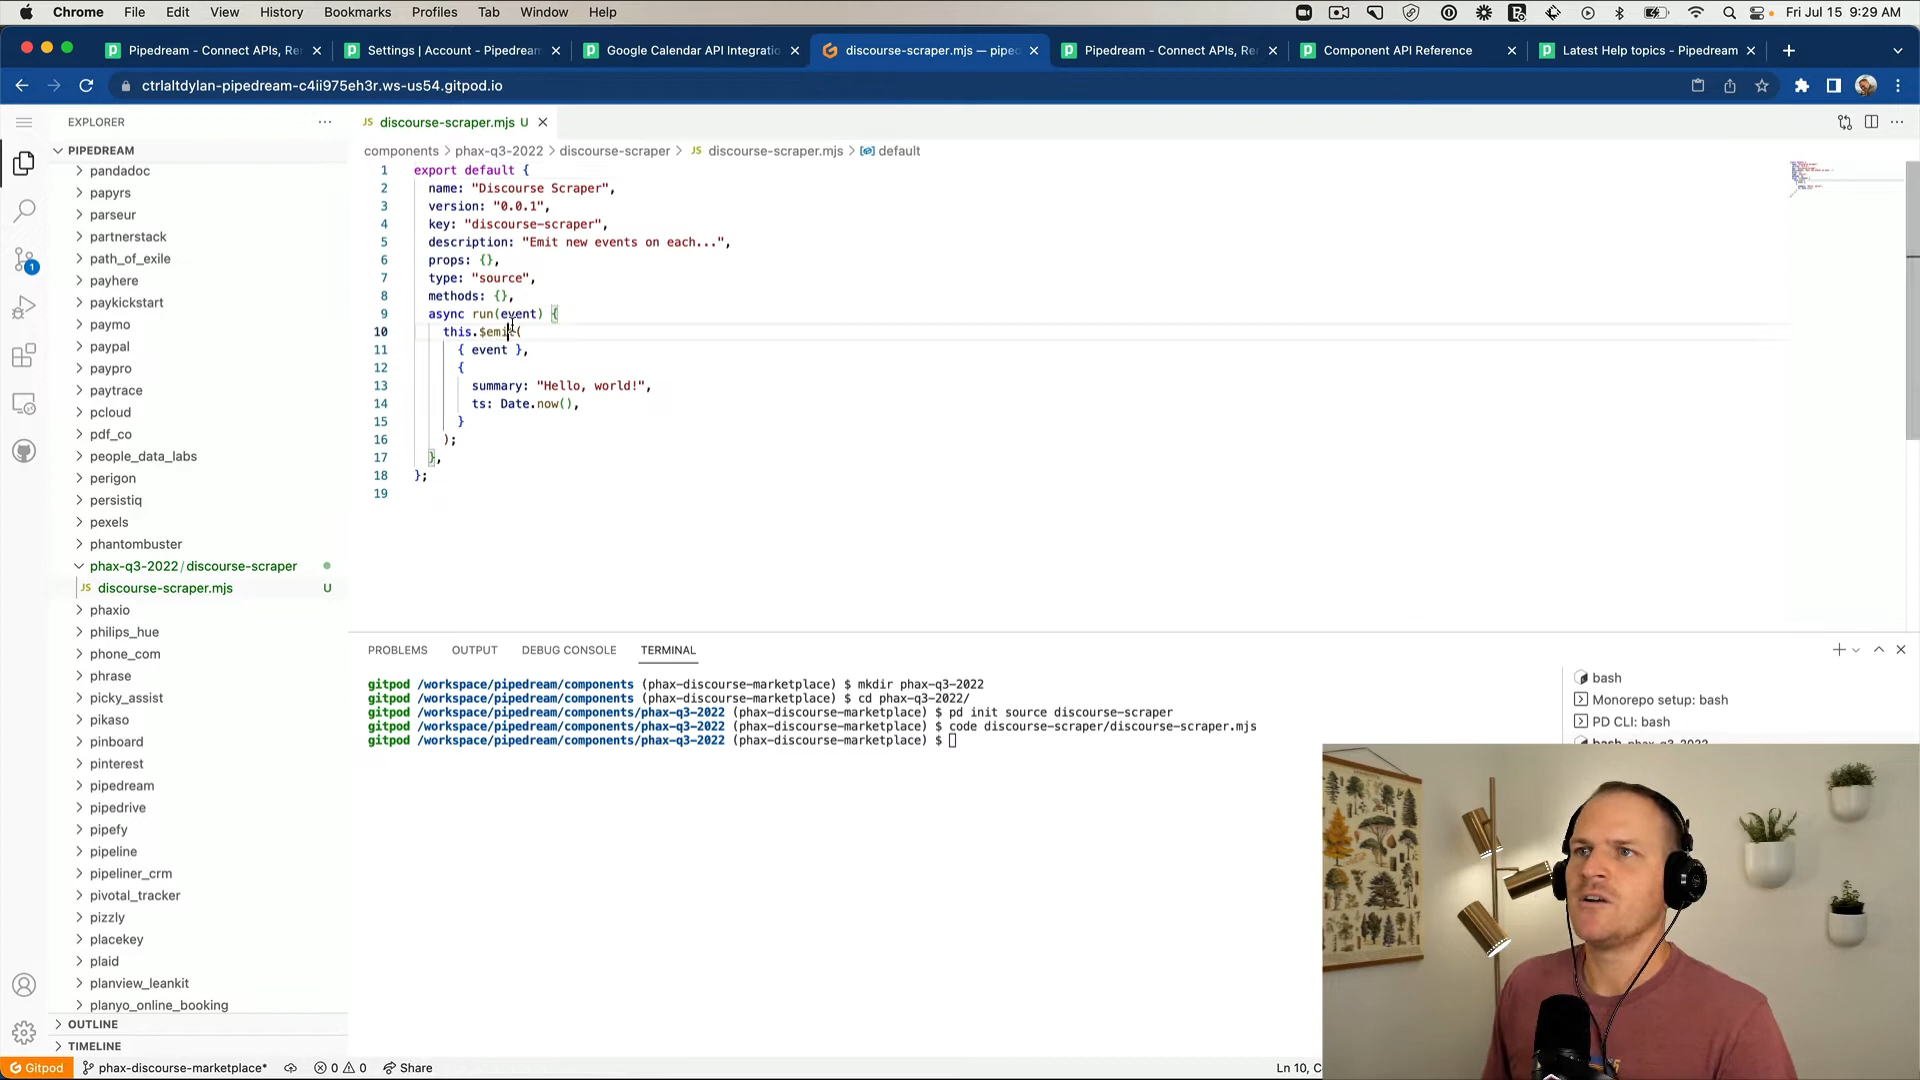 Chrome File Edit View History Bookmarks Profiles Tab Window Help Fri Jul 15 9:29 AM
Pipedream - Connect APIs, Re
Settings | Account - Pipedream
Google Calendar API Integratio
discourse-scraper.mjs — piped
Pipedream - Connect APIs, Re
Component API Reference
Latest Help topics - Pipedream
ctrlaltdylan-pipedream-c4ii975eh3r.ws-us54.gitpod.io
EXPLORER
PIPEDREAM
pandadoc
papyrs
parseur
partnerstack
path_of_exile
payhere
paykickstart
paymo
paypal
paypro
paytrace
pcloud
pdf_co
people_data_labs
perigon
persistiq
pexels
phantombuster
phax-q3-2022 / discourse-scraper
JS discourse-scraper.mjs U
phaxio
philips_hue
phone_com
phrase
picky_assist
pikaso
pinboard
pinterest
pipedream
pipedrive
pipefy
pipeline
pipeliner_crm
pivotal_tracker
pizzly
placekey
plaid
planview_leankit
planyo_online_booking
OUTLINE
TIMELINE
1
JS discourse-scraper.mjs U
components > phax-q3-2022 > discourse-scraper > JS discourse-scraper.mjs > default
1 export default {
2 name: "Discourse Scraper",
3 version: "0.0.1",
4 key: "discourse-scraper",
5 description: "Emit new events on each...",
6 props: {},
7 type: "source",
8 methods: {},
9 async run(event) {
10 this.$emit(
11 { event },
12 {
13 summary: "Hello, world!",
14 ts: Date.now(),
15 }
16 );
17 },
18 };
19
PROBLEMS OUTPUT DEBUG CONSOLE TERMINAL
gitpod /workspace/pipedream/components (phax-discourse-marketplace) $ mkdir phax-q3-2022
gitpod /workspace/pipedream/components (phax-discourse-marketplace) $ cd phax-q3-2022/
gitpod /workspace/pipedream/components/phax-q3-2022 (phax-discourse-marketplace) $ pd init source discourse-scraper
gitpod /workspace/pipedream/components/phax-q3-2022 (phax-discourse-marketplace) $ code discourse-scraper/discourse-scraper.mjs
gitpod /workspace/pipedream/components/phax-q3-2022 (phax-discourse-marketplace) $
bash
Monorepo setup: bash
PD CLI: bash
bash phax-q3-2022
Gitpod phax-discourse-marketplace* 0 0 Share
Ln 10, C